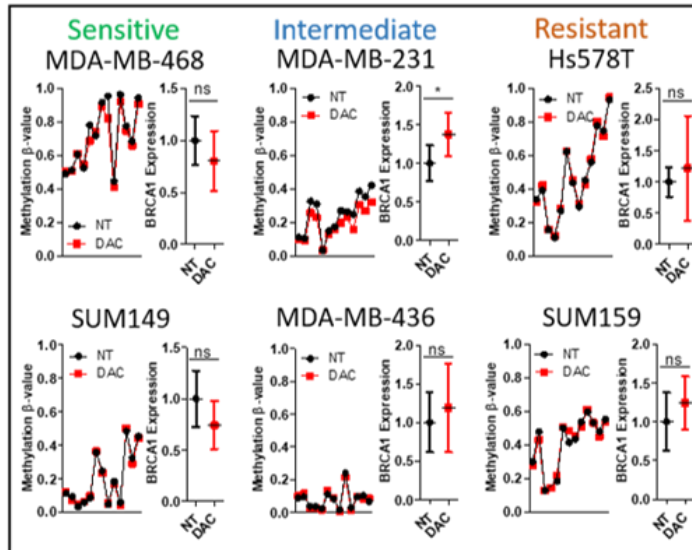 Sensitive Intermediate Resistant
MDA-MB-468 MDA-MB-231 Hs578T
Methylation β-value
1.0
0.8
0.6
0.4
0.2
0.0
NT
DAC
BRCA1 Expression
1.5
1.0
0.5
0.0
ns
NT
DAC
Methylation β-value
1.0
0.8
0.6
0.4
0.2
0.0
NT
DAC
BRCA1 Expression
2.0
1.5
1.0
0.5
0.0
*
NT
DAC
Methylation β-value
1.0
0.8
0.6
0.4
0.2
0.0
NT
DAC
BRCA1 Expression
2.5
2.0
1.5
1.0
0.5
0.0
ns
NT
DAC
SUM149 MDA-MB-436 SUM159
Methylation β-value
1.0
0.8
0.6
0.4
0.2
0.0
NT
DAC
BRCA1 Expression
1.5
1.0
0.5
0.0
ns
NT
DAC
Methylation β-value
1.0
0.8
0.6
0.4
0.2
0.0
NT
DAC
BRCA1 Expression
2.0
1.5
1.0
0.5
0.0
ns
NT
DAC
Methylation β-value
1.0
0.8
0.6
0.4
0.2
0.0
NT
DAC
BRCA1 Expression
2.0
1.5
1.0
0.5
0.0
ns
NT
DAC